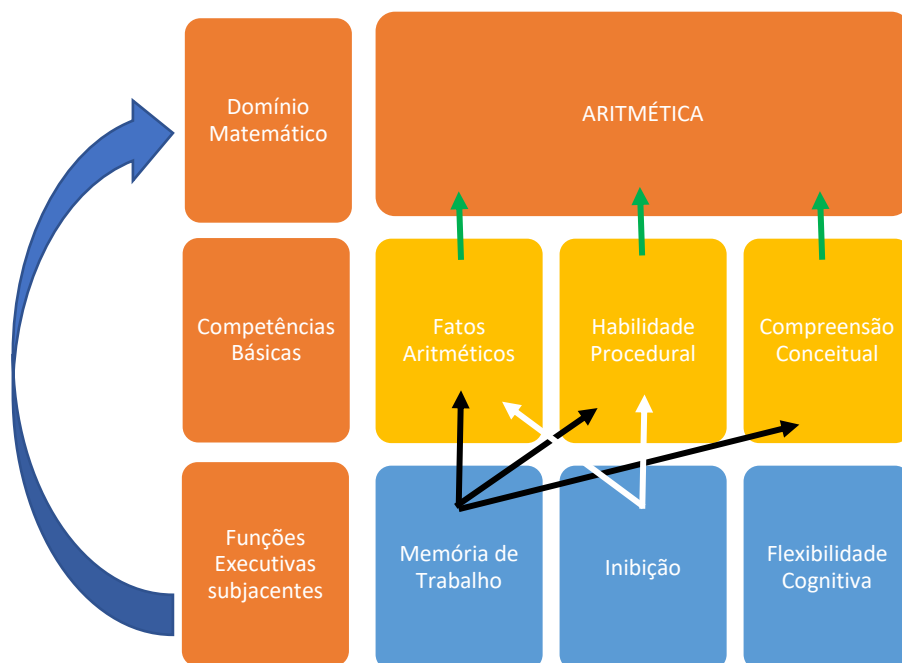 Domínio
Matemático
ARITMÉTICA
Competências
Básicas
Fatos
Aritméticos
Habilidade
Procedural
Compreensão
Conceitual
Funções
Executivas
subjacentes
Memória de
Trabalho
Inibição
Flexibilidade
Cognitiva